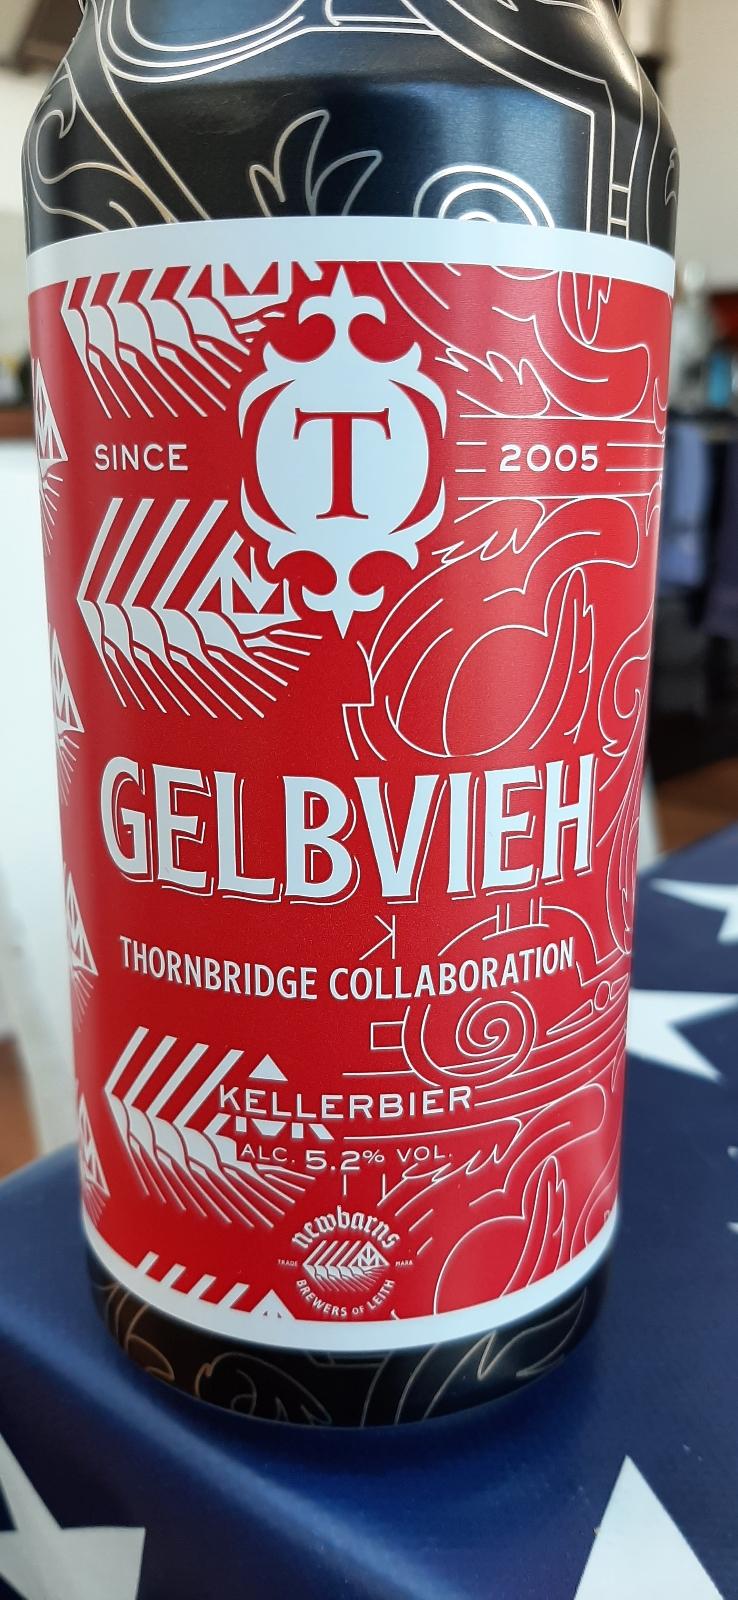 SINCE
T
2005
GELBVIEH
THORNBRIDGE COLLABORATION
KELLERBIER
ALC. 5.2% VOL.
newbarns
TRADE MARK
BREWERS OF LEITH